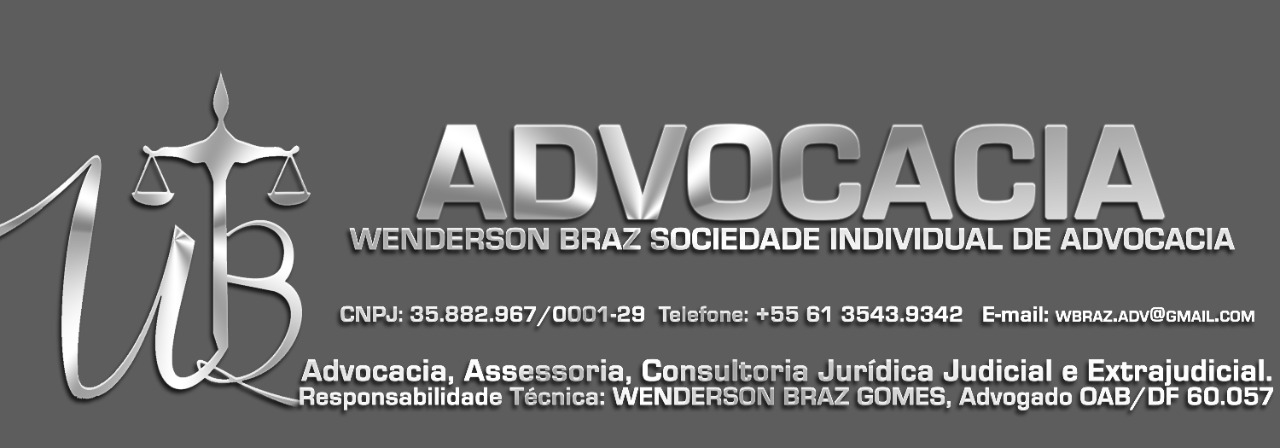 WB
ADVOCACIA
WENDERSON BRAZ SOCIEDADE INDIVIDUAL DE ADVOCACIA
CNPJ: 35.882.967/0001-29 Telefone: +55 61 3543.9342 E-mail: WBRAZ.ADV@GMAIL.COM
Advocacia, Assessoria, Consultoria Jurídica Judicial e Extrajudicial.
Responsabilidade Técnica: WENDERSON BRAZ GOMES, Advogado OAB/DF 60.057